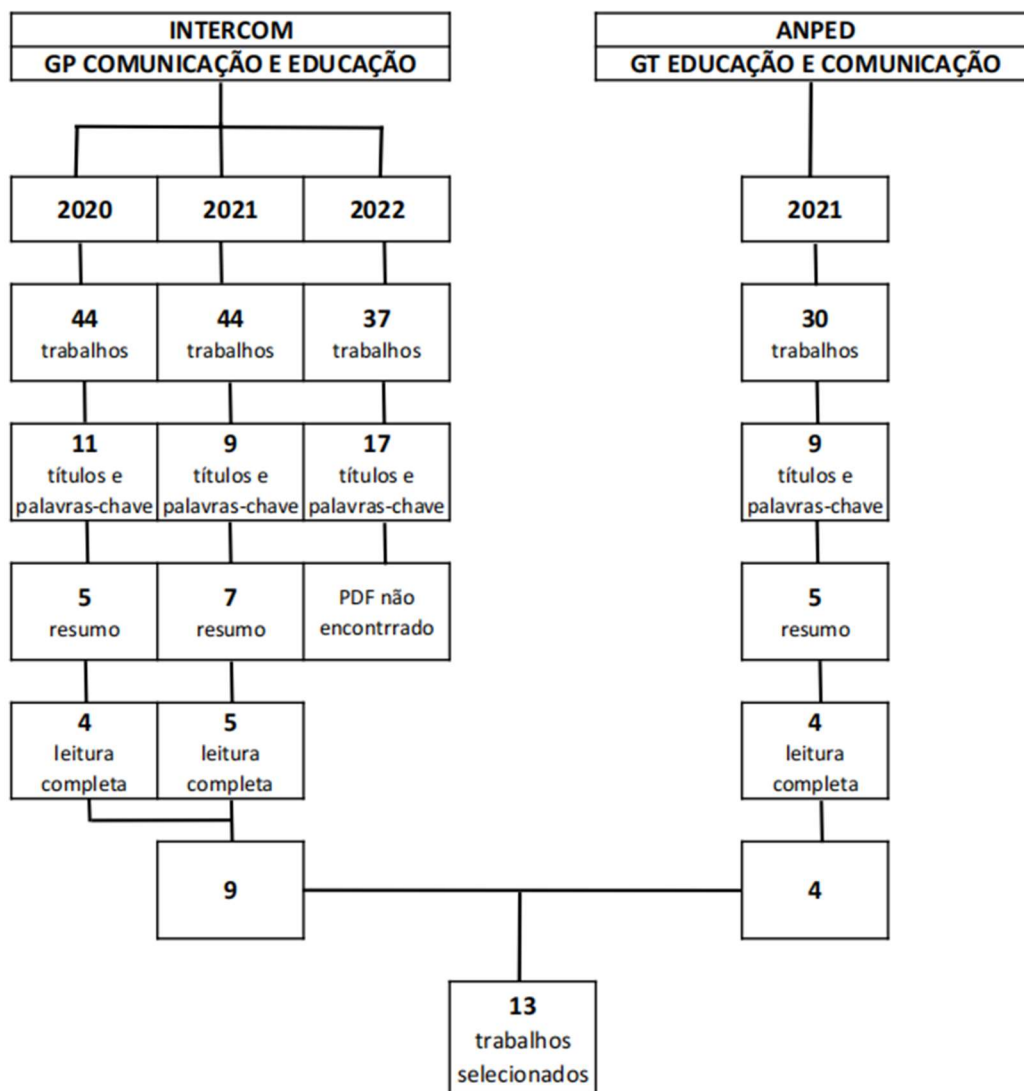 INTERCOM
GP COMUNICAÇÃO E EDUCAÇÃO
ANPED
GT EDUCAÇÃO E COMUNICAÇÃO
2020
2021
2022
2021
44
trabalhos
44
trabalhos
37
trabalhos
30
trabalhos
11
títulos e
palavras-chave
9
títulos e
palavras-chave
17
títulos e
palavras-chave
9
títulos e
palavras-chave
5
resumo
7
resumo
PDF não
encontrrado
5
resumo
4
leitura
completa
5
leitura
completa
4
leitura
completa
9
4
13
trabalhos
selecionados